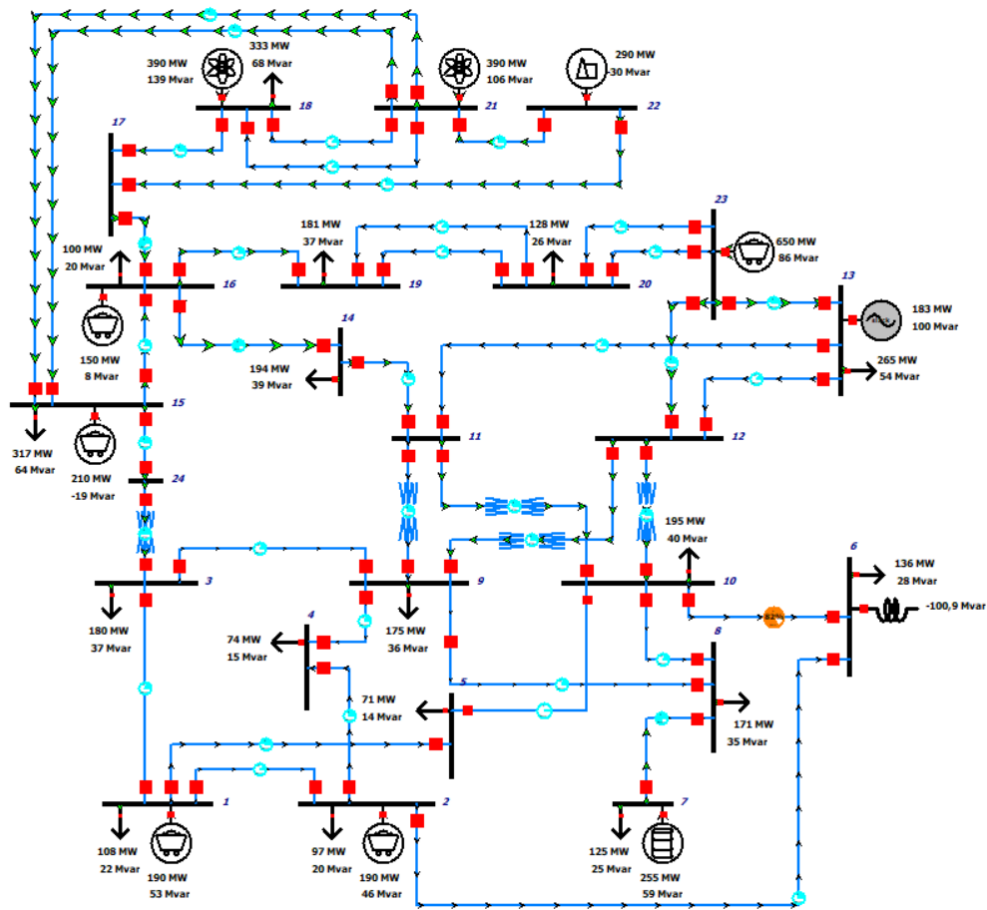 333 MW
68 Mvar
390 MW
139 Mvar
390 MW
106 Mvar
290 MW
-30 Mvar
18
21
22
17
23
181 MW
37 Mvar
128 MW
26 Mvar
650 MW
86 Mvar
100 MW
20 Mvar
13
16
19
20
183 MW
100 Mvar
14
150 MW
8 Mvar
194 MW
39 Mvar
265 MW
54 Mvar
15
11
12
317 MW
64 Mvar
210 MW
-19 Mvar
24
195 MW
40 Mvar
6
136 MW
28 Mvar
3
9
10
-100,9 Mvar
180 MW
37 Mvar
4
175 MW
36 Mvar
82%
8
74 MW
15 Mvar
5
71 MW
14 Mvar
171 MW
35 Mvar
1
2
7
108 MW
22 Mvar
190 MW
53 Mvar
97 MW
20 Mvar
190 MW
46 Mvar
125 MW
25 Mvar
255 MW
59 Mvar